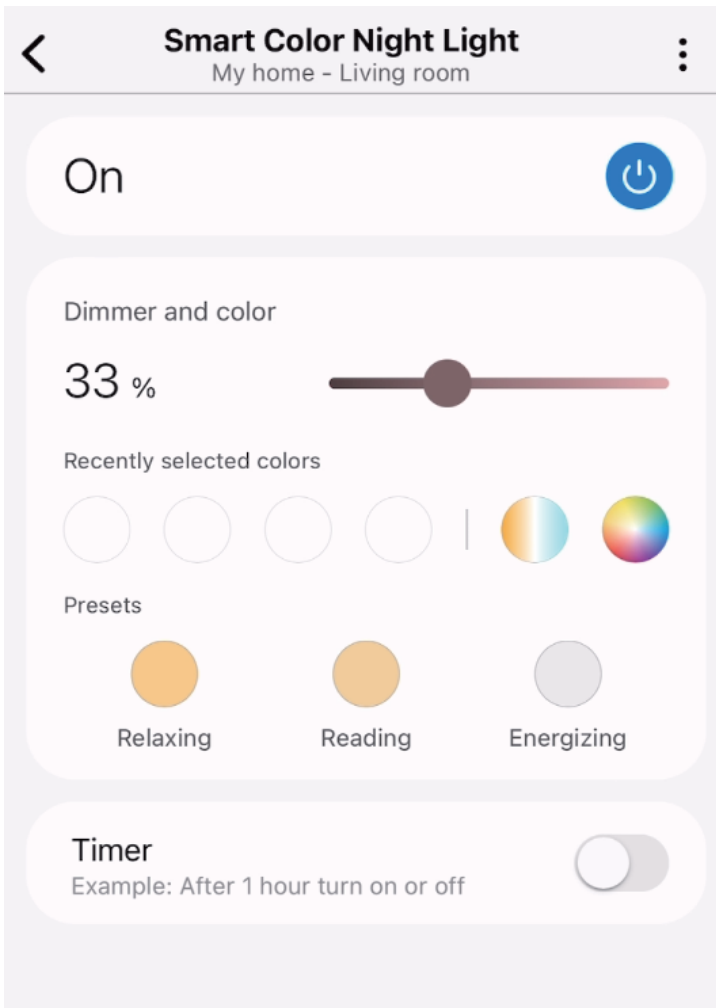 Smart Color Night Light
My home - Living room
On
Dimmer and color
33 %
Recently selected colors
Presets
Relaxing Reading Energizing
Timer
Example: After 1 hour turn on or off